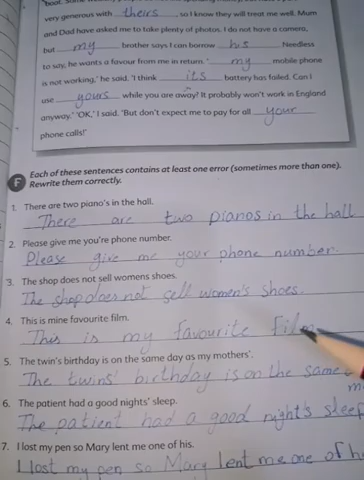 very generous with theirs, so I know they will treat me well. Mum
and Dad have asked me to take plenty of photos. I do not have a camera,
but my brother says I can borrow his. Needless
to say, he wants a favour from me in return. ' my mobile phone
is not working,' he said. 'I think its battery has failed. Can I
use yours while you are away? It probably won't work in England
anyway.' 'OK,' I said. 'But don't expect me to pay for all your
phone calls!'
F Each of these sentences contains at least one error (sometimes more than one).
Rewrite them correctly.
1. There are two piano's in the hall.
There are two pianos in the hall
2. Please give me you're phone number.
Please give me your phone number.
3. The shop does not sell womens shoes.
The shop does not sell women's shoes.
4. This is mine favourite film.
This is my favourite film
5. The twin's birthday is on the same day as my mothers'.
The twins' birthday is on the same
6. The patient had a good nights' sleep.
The patient had a good night's sleep
7. I lost my pen so Mary lent me one of his.
I lost my pen so Mary lent me one of